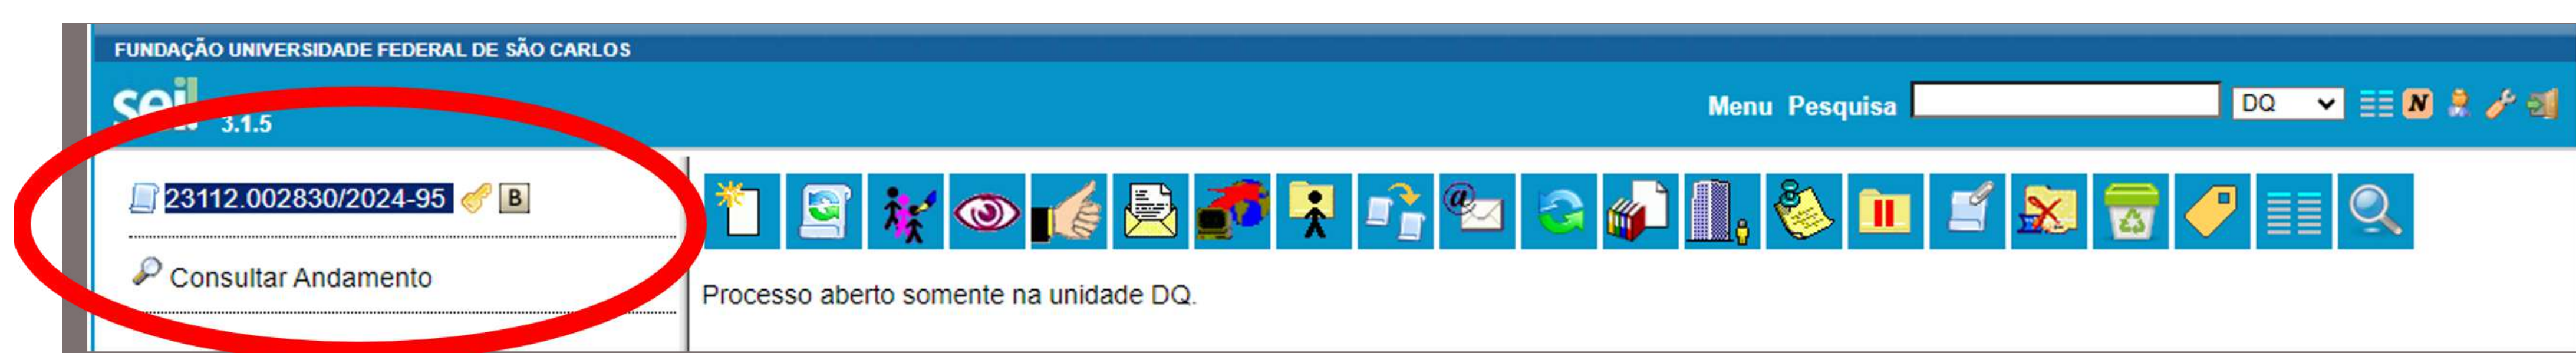 FUNDAÇÃO UNIVERSIDADE FEDERAL DE SÃO CARLOS
sei!
3.1.5
Menu Pesquisa DQ N
23112.002830/2024-95 B
Consultar Andamento
Processo aberto somente na unidade DQ.